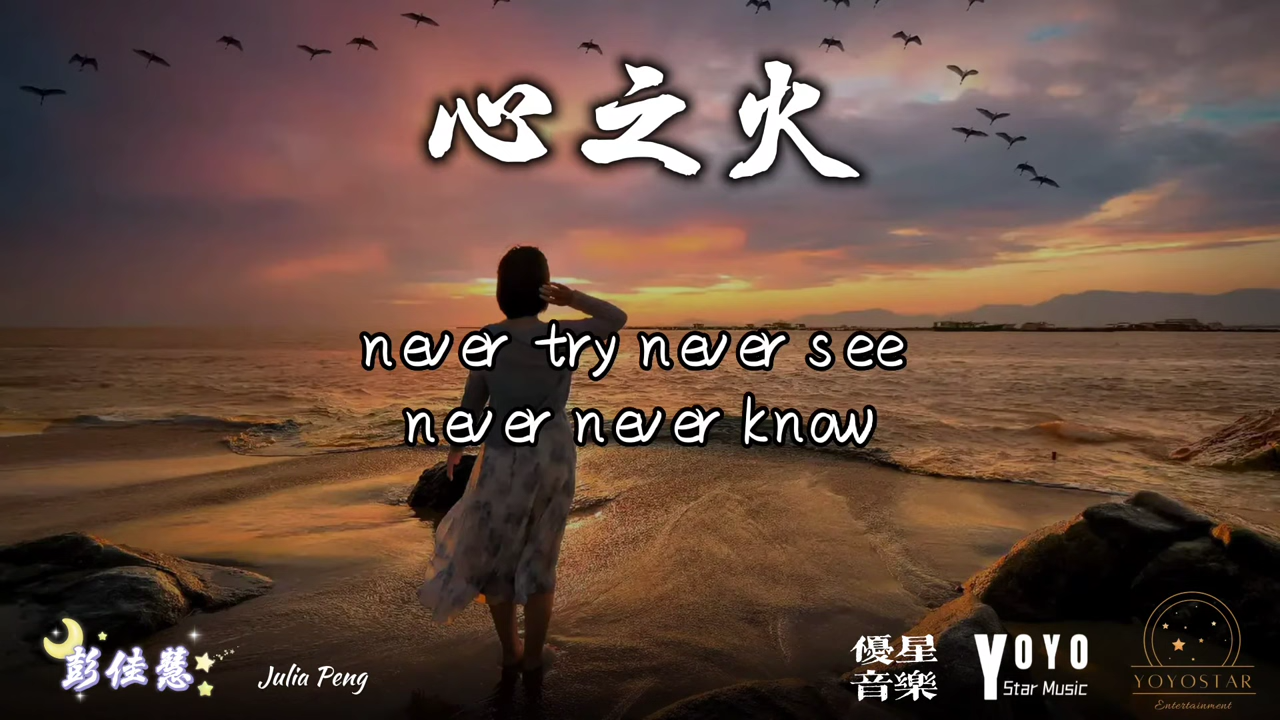 心之火
never try never see
never never know
彭佳慧
Julia Peng
優星
音樂
YOYO
Star Music
YOYOSTAR
Entertainment